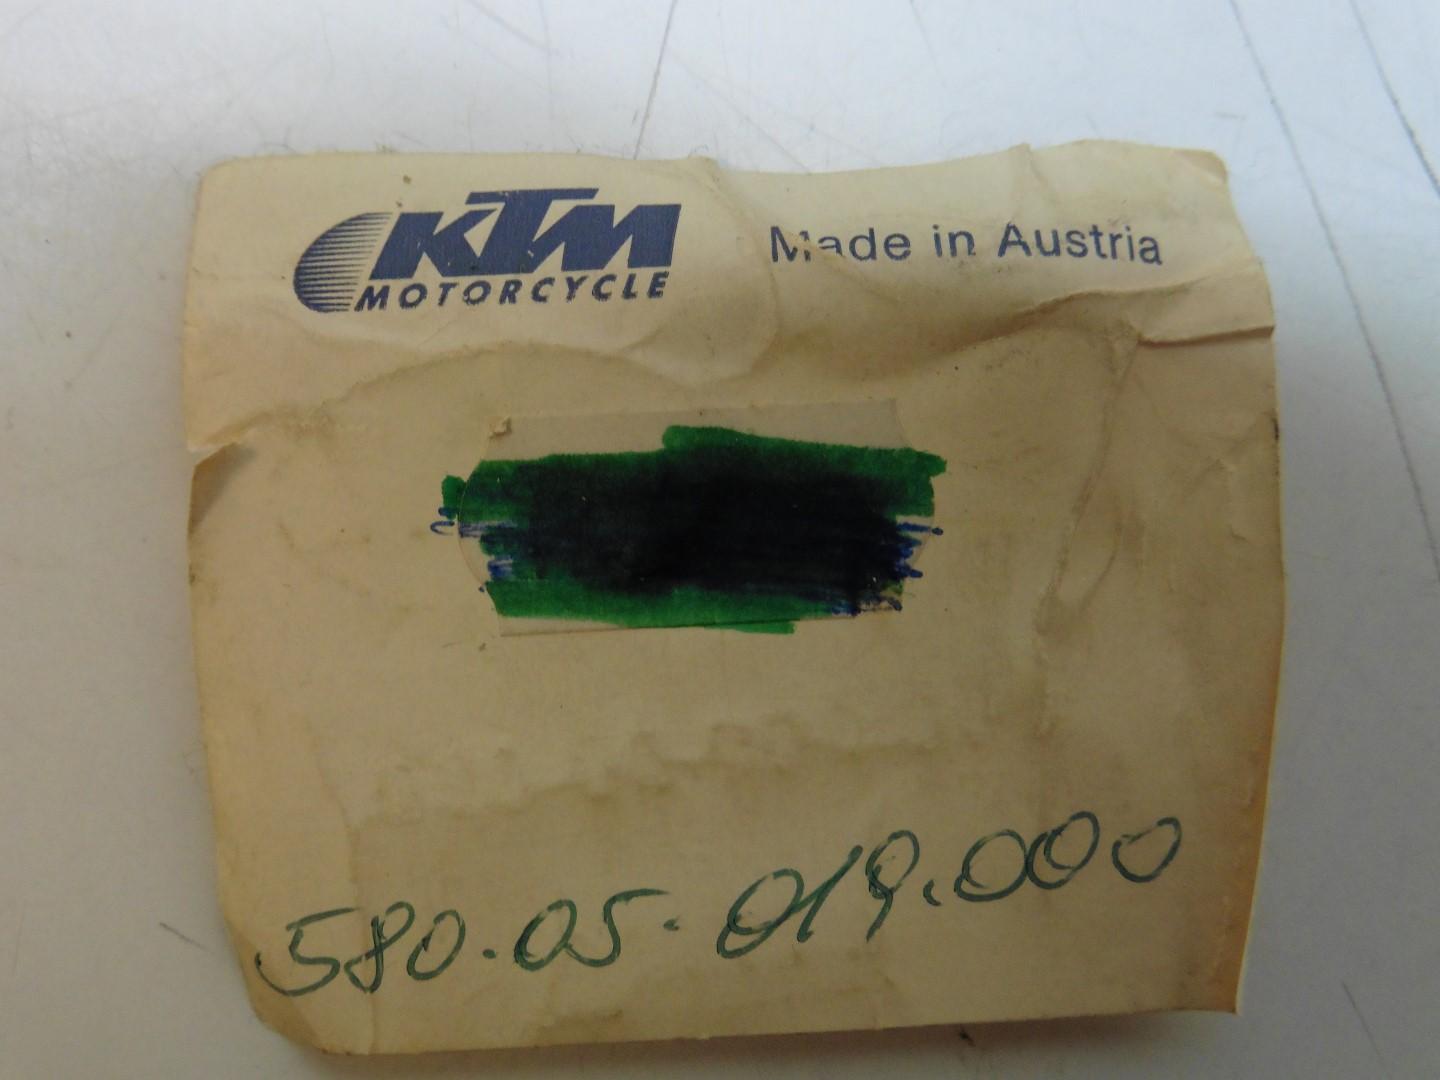 KTM Made in Austria
MOTORCYCLE
580.05.019.000